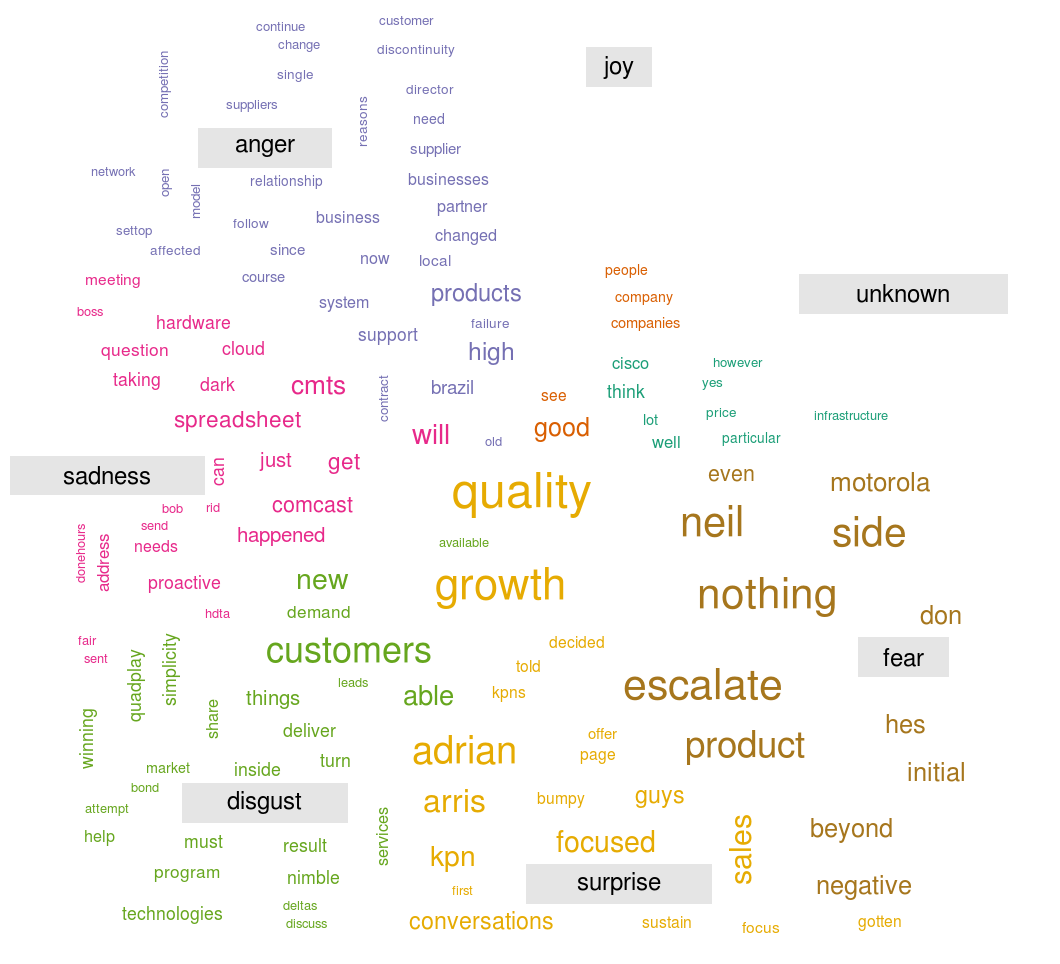 customer
continue
change
discontinuity
joy
single
competition
director
suppliers
reasons
need
anger
supplier
network
open
model
relationship
businesses
partner
business
follow
settop
changed
affected
since
now
local
people
meeting
course
products
unknown
company
boss
system
hardware
support
failure
companies
question
cloud
high
cisco
however
taking
dark
cmts
contract
brazil
think
yes
see
spreadsheet
will
good
lot
price
infrastructure
old
well
particular
sadness
can
just
get
even
motorola
quality
bob
rid
comcast
neil
side
send
donehours
address
needs
happened
available
proactive
new
growth
nothing
hdta
demand
don
fair
sent
quadplay
simplicity
customers
decided
fear
told
leads
escalate
things
able
kpns
share
winning
deliver
hes
adrian
offer
product
turn
page
market
inside
initial
bond
disgust
arris
bumpy
guys
attempt
help
must
result
services
focused
sales
beyond
kpn
program
nimble
first
surprise
negative
technologies
deltas
discuss
conversations
sustain
focus
gotten